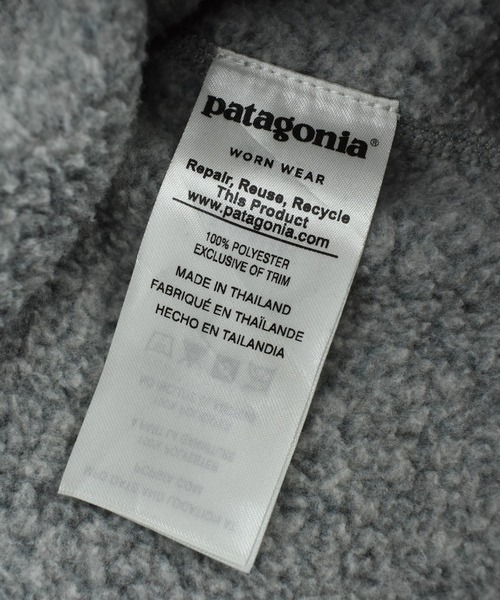 patagonia®
WORN WEAR
Repair, Reuse, Recycle
This Product
www.patagonia.com
100% POLYESTER
EXCLUSIVE OF TRIM
MADE IN THAILAND
FABRIQUÉ EN THAÏLANDE
HECHO EN TAILANDIA